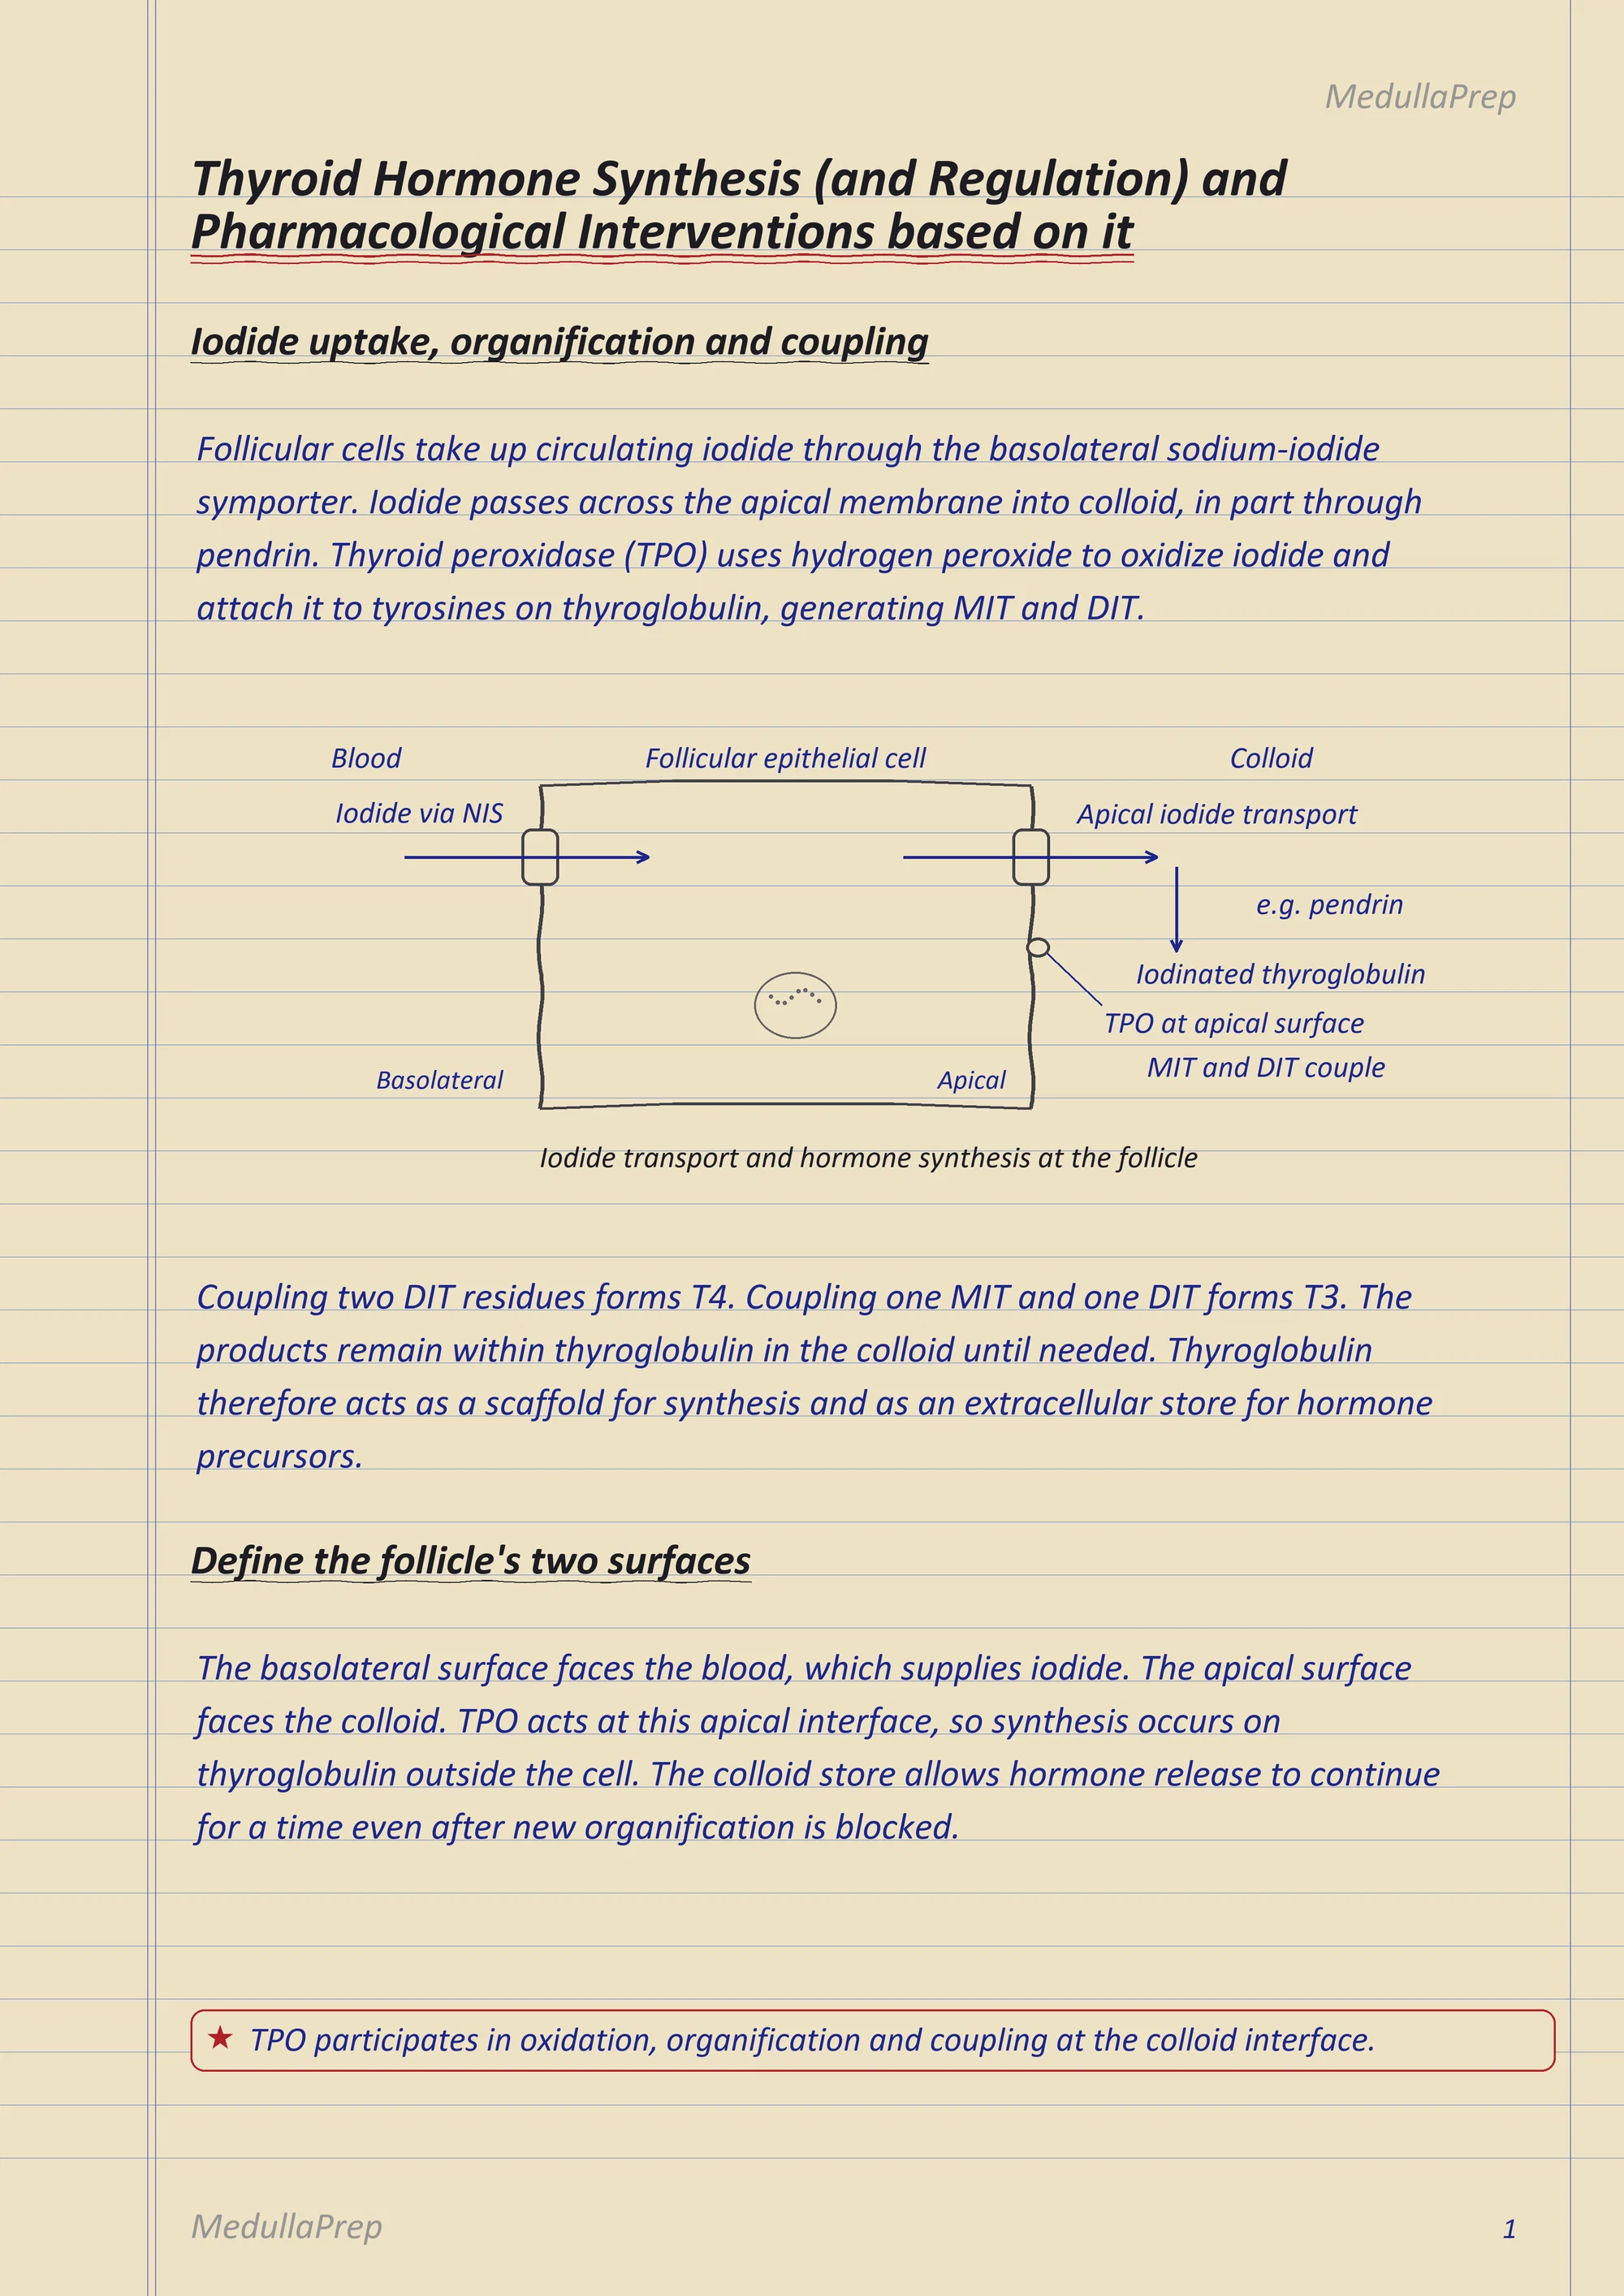 MedullaPrep
Thyroid Hormone Synthesis (and Regulation) and
Pharmacological Interventions based on it
Iodide uptake, organification and coupling
Follicular cells take up circulating iodide through the basolateral sodium-iodide
symporter. Iodide passes across the apical membrane into colloid, in part through
pendrin. Thyroid peroxidase (TPO) uses hydrogen peroxide to oxidize iodide and
attach it to tyrosines on thyroglobulin, generating MIT and DIT.
Blood
Follicular epithelial cell
Colloid
Iodide via NIS
Apical iodide transport
e.g. pendrin
Iodinated thyroglobulin
TPO at apical surface
MIT and DIT couple
Basolateral
Apical
Iodide transport and hormone synthesis at the follicle
Coupling two DIT residues forms T4. Coupling one MIT and one DIT forms T3. The
products remain within thyroglobulin in the colloid until needed. Thyroglobulin
therefore acts as a scaffold for synthesis and as an extracellular store for hormone
precursors.
Define the follicle's two surfaces
The basolateral surface faces the blood, which supplies iodide. The apical surface
faces the colloid. TPO acts at this apical interface, so synthesis occurs on
thyroglobulin outside the cell. The colloid store allows hormone release to continue
for a time even after new organification is blocked.
★ TPO participates in oxidation, organification and coupling at the colloid interface.
MedullaPrep
1